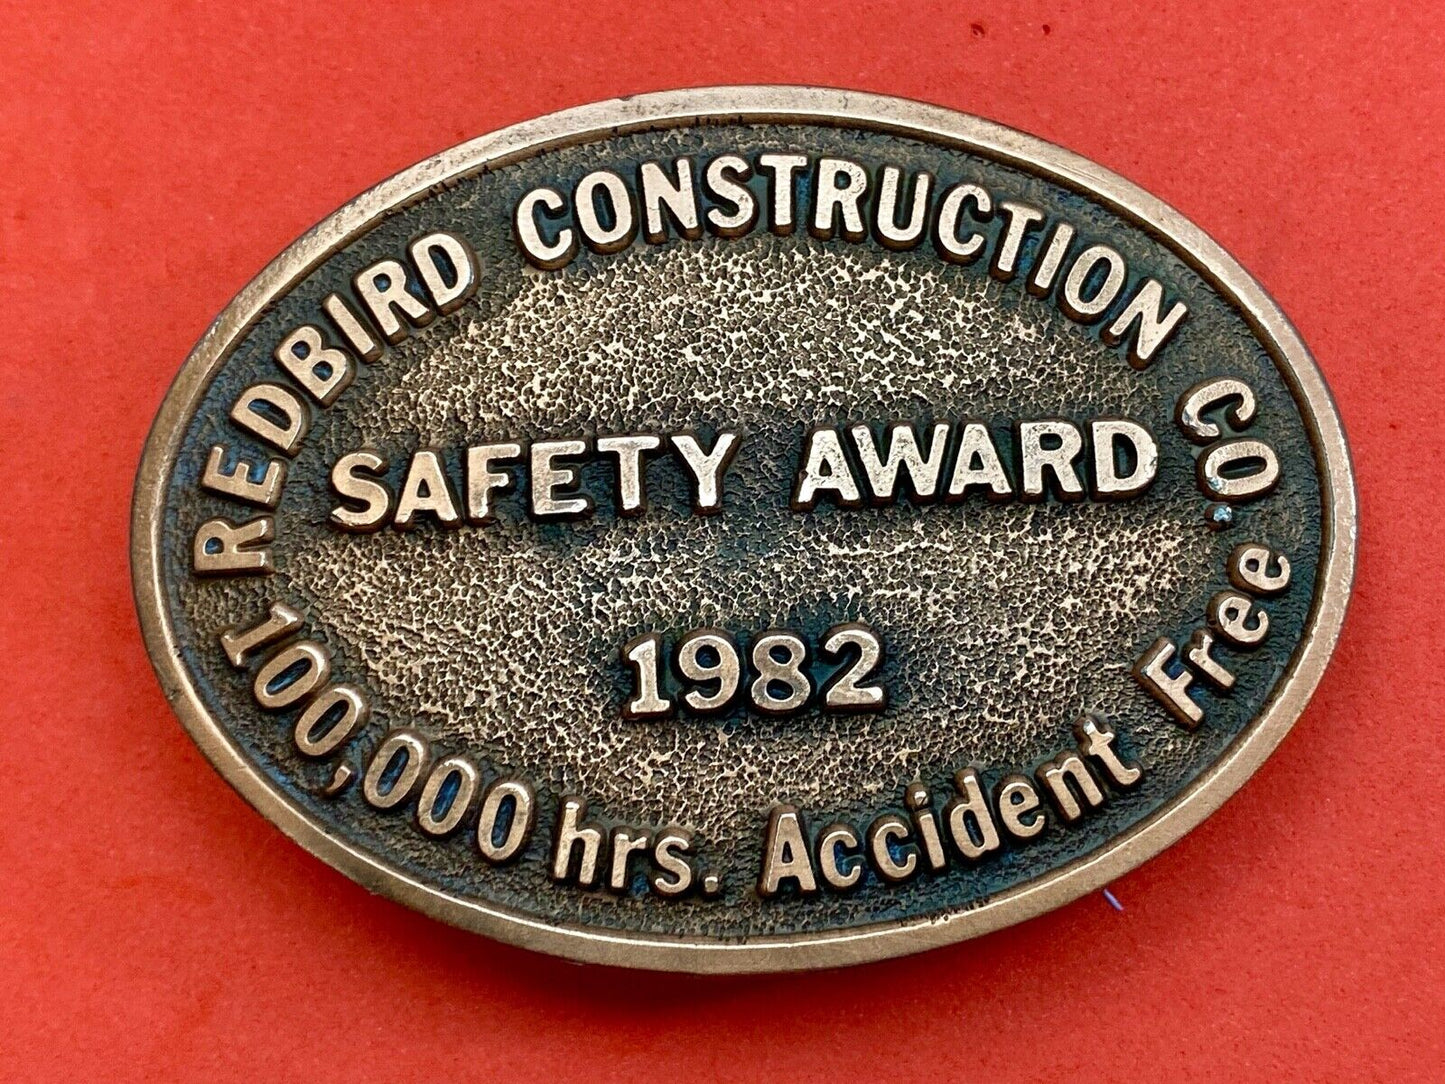 REDBIRD CONSTRUCTION CO.
SAFETY AWARD
1982
100,000 hrs. Accident Free